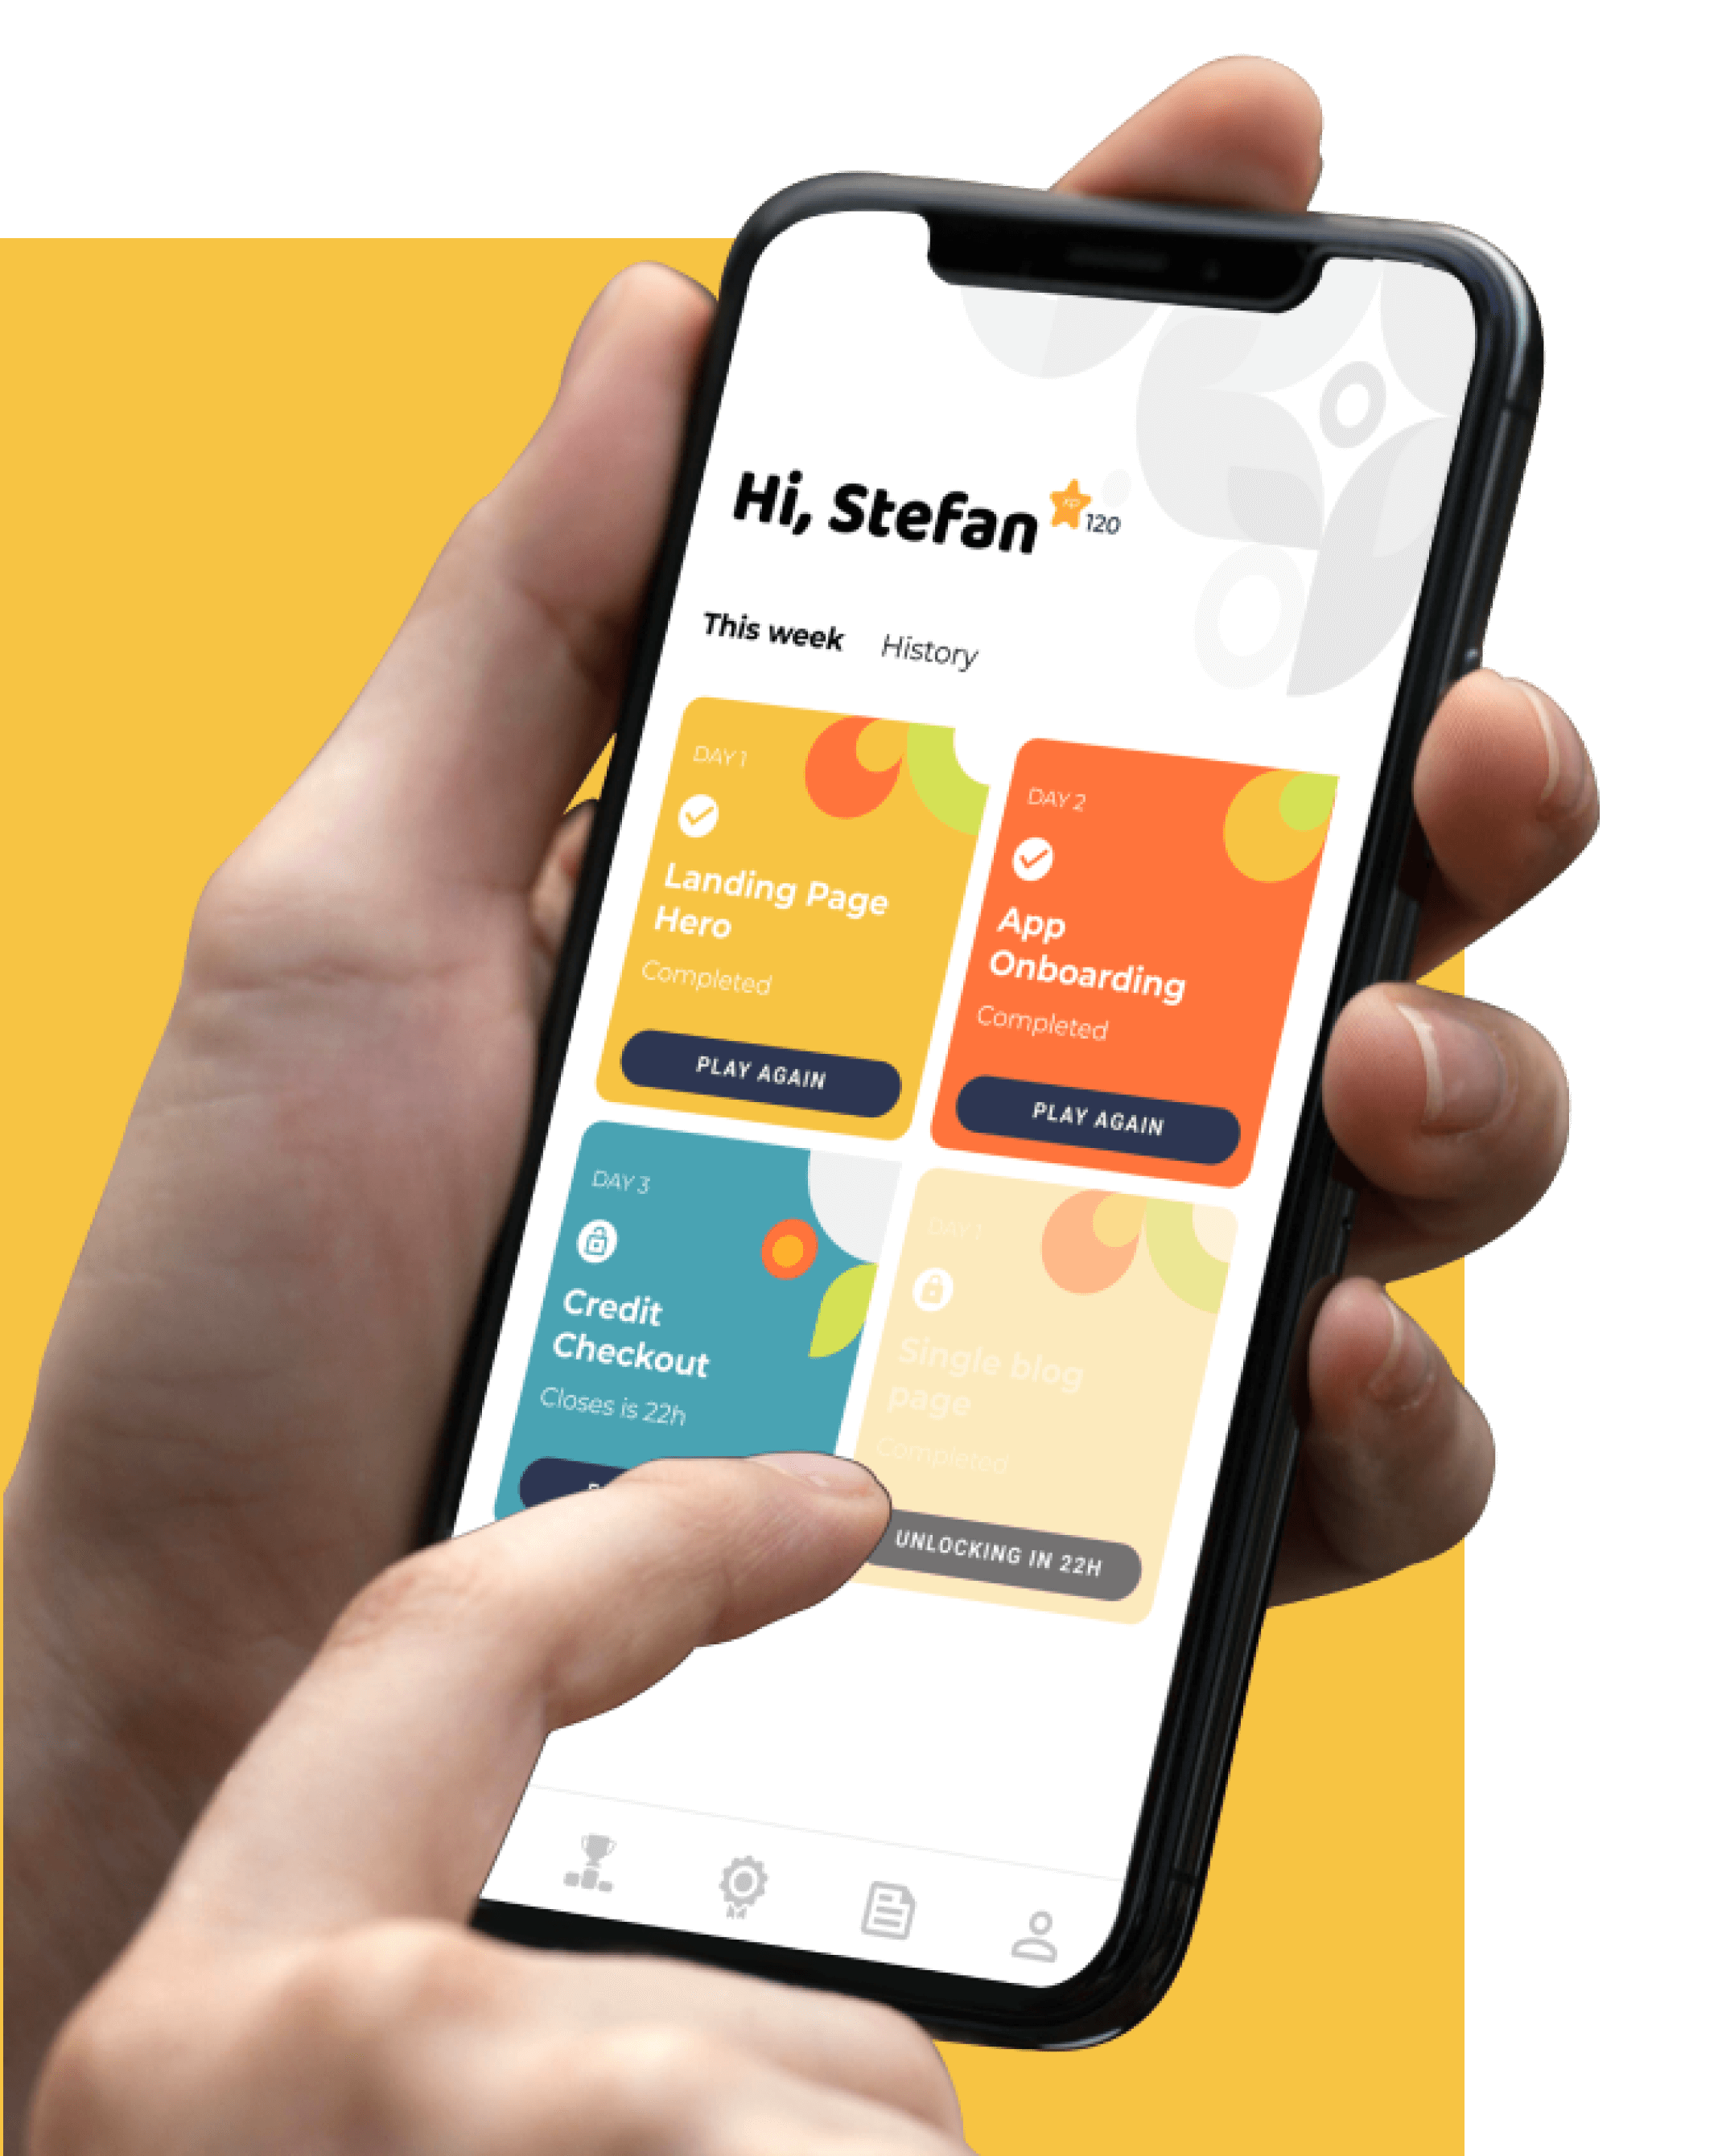 Hi, Stefan
xp
120
This week
History
DAY 1
Landing Page
Hero
Completed
PLAY AGAIN
DAY 2
App
Onboarding
Completed
PLAY AGAIN
DAY 3
Credit
Checkout
Closes is 22h
DAY 1
Single blog
page
Completed
UNLOCKING IN 22H